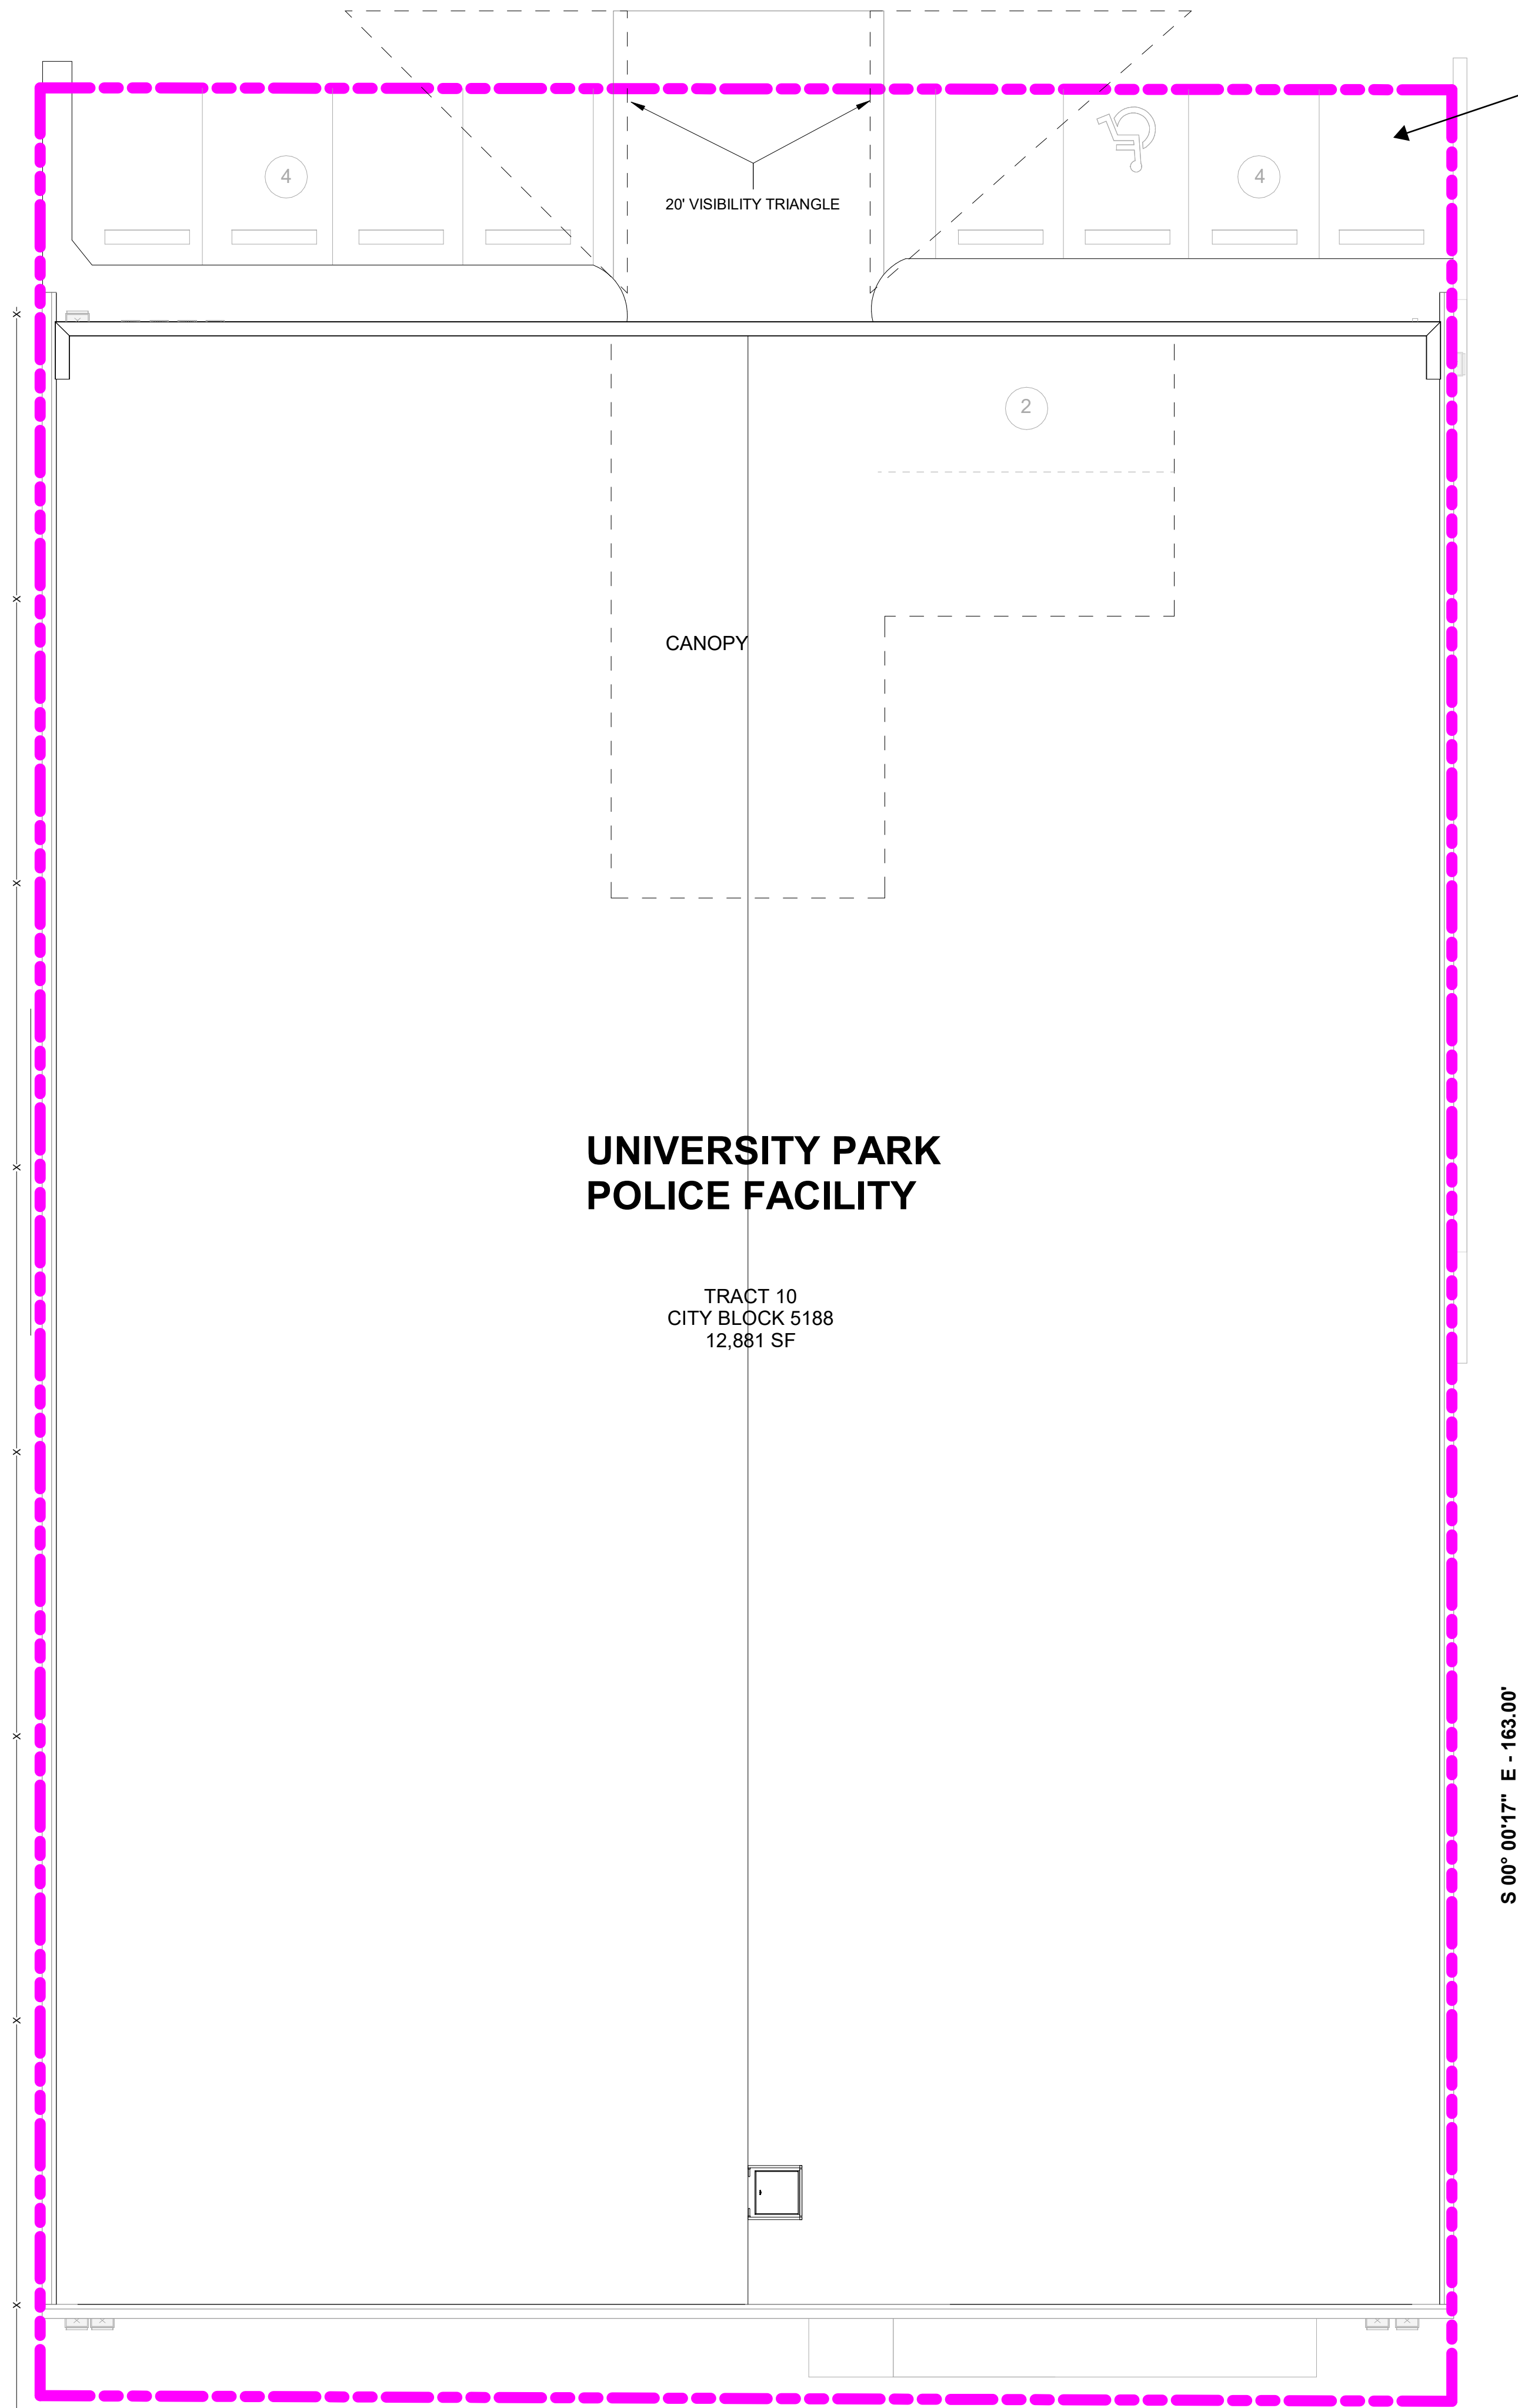 4
4
20' VISIBILITY TRIANGLE
2
CANOPY
UNIVERSITY PARK
POLICE FACILITY
TRACT 10
CITY BLOCK 5188
12,881 SF
S 00° 00'17" E - 163.00'
X
X
X
X
X
X
X
X